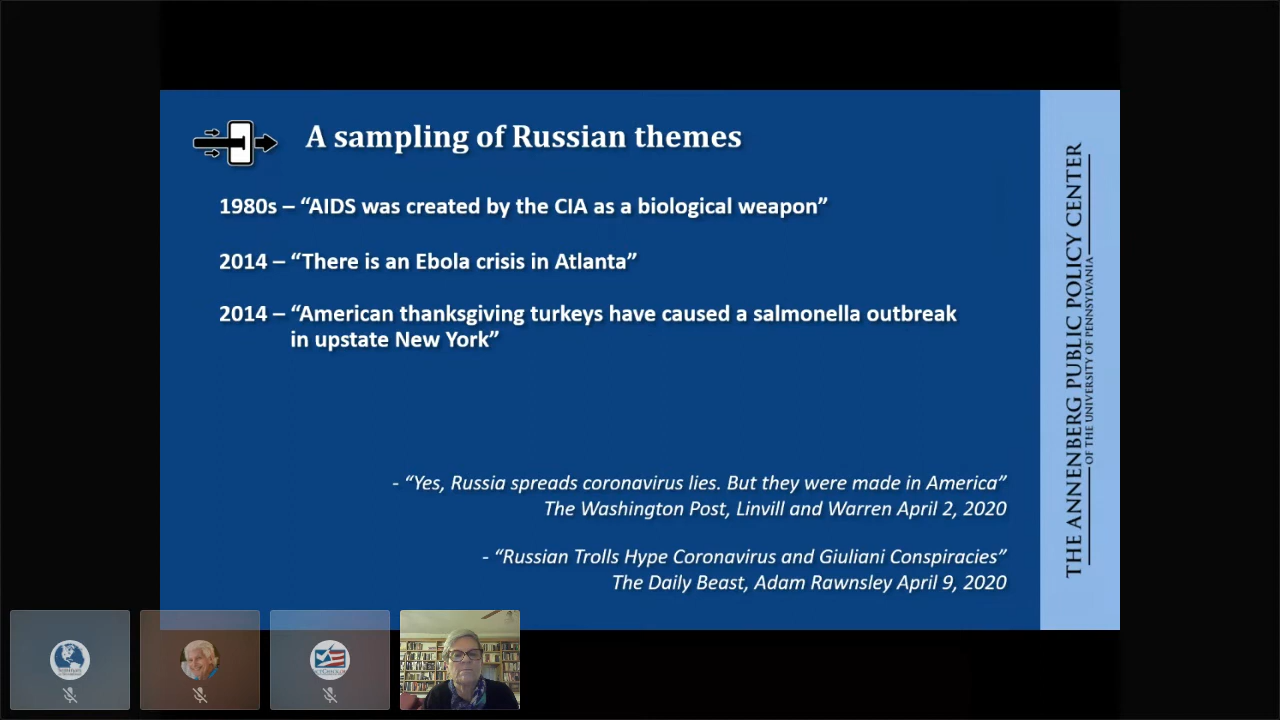 A sampling of Russian themes
1980s – “AIDS was created by the CIA as a biological weapon”
2014 – “There is an Ebola crisis in Atlanta”
2014 – “American thanksgiving turkeys have caused a salmonella outbreak
in upstate New York”
- “Yes, Russia spreads coronavirus lies. But they were made in America”
The Washington Post, Linvill and Warren April 2, 2020
- “Russian Trolls Hype Coronavirus and Giuliani Conspiracies”
The Daily Beast, Adam Rawnsley April 9, 2020
THE ANNENBERG PUBLIC POLICY CENTER
OF THE UNIVERSITY OF PENNSYLVANIA